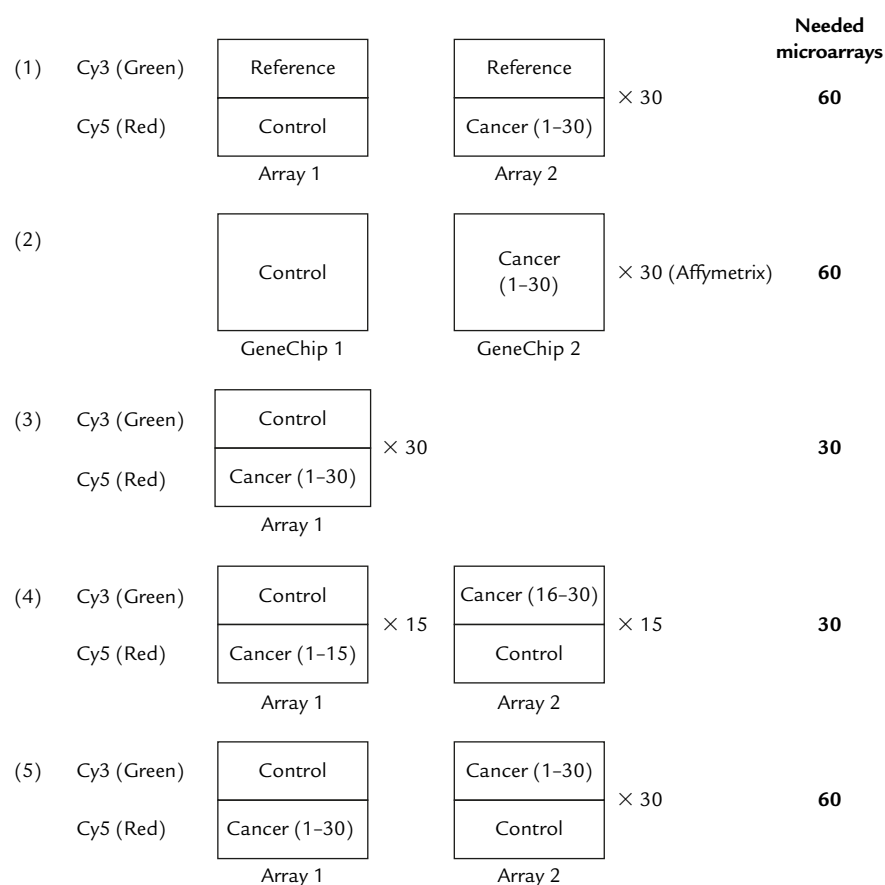 Needed
microarrays
(1) Cy3 (Green) Reference Reference
× 30 60
Cy5 (Red) Control Cancer (1–30)
Array 1 Array 2
(2)
Control Cancer
(1–30) × 30 (Affymetrix) 60
GeneChip 1 GeneChip 2
(3) Cy3 (Green) Control
× 30 30
Cy5 (Red) Cancer (1–30)
Array 1
(4) Cy3 (Green) Control Cancer (16–30)
× 15 × 15 30
Cy5 (Red) Cancer (1–15) Control
Array 1 Array 2
(5) Cy3 (Green) Control Cancer (1–30)
× 30 60
Cy5 (Red) Cancer (1–30) Control
Array 1 Array 2